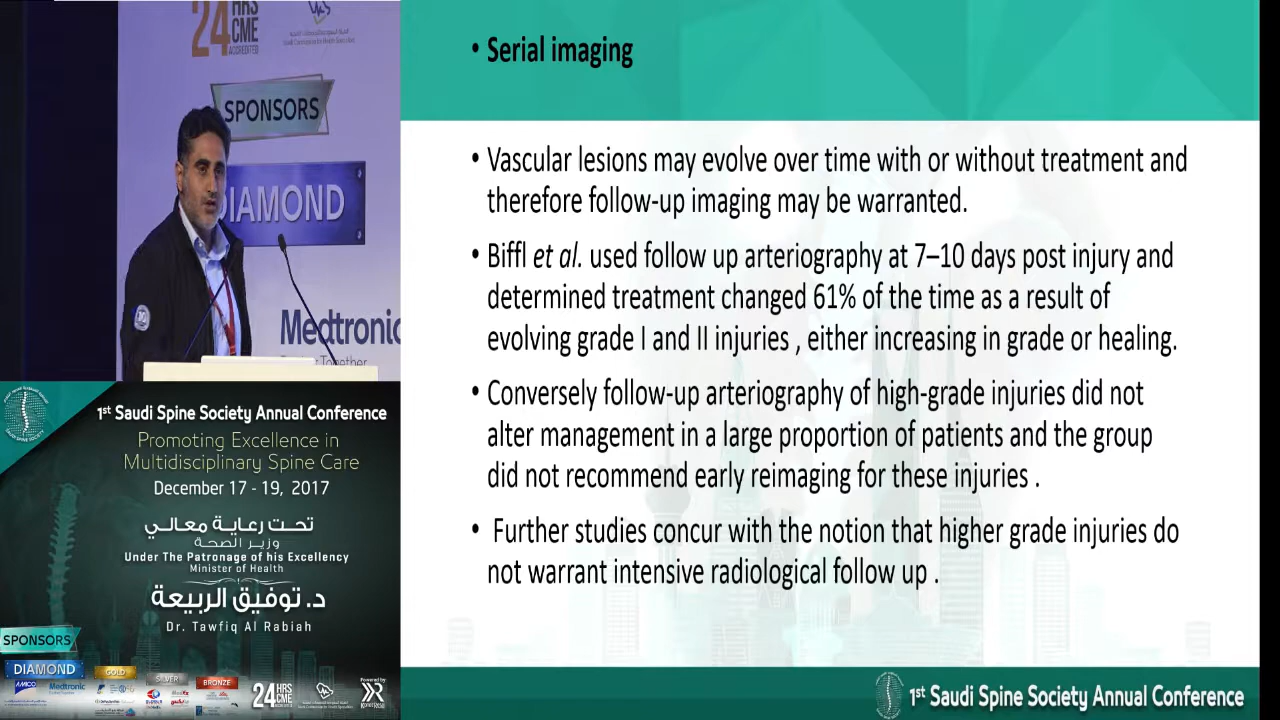 24 HRS
CME
ACCREDITED
SPONSORS
DIAMOND
Medtronic
1st Saudi Spine Society Annual Conference
Promoting Excellence in
Multidisciplinary Spine Care
December 17 - 19, 2017
تحت رعاية معالي
وزير الصحة
Under The Patronage of his Excellency
Minister of Health
د. توفيق الربيعة
Dr. Tawfiq Al Rabiah
SPONSORS
DIAMOND
GOLD
SILVER
BRONZE
AMICO
Medtronic
24 HRS
CME
ACCREDITED
Powered by:
• Serial imaging
• Vascular lesions may evolve over time with or without treatment and
therefore follow-up imaging may be warranted.
• Biffl et al. used follow up arteriography at 7–10 days post injury and
determined treatment changed 61% of the time as a result of
evolving grade I and II injuries , either increasing in grade or healing.
• Conversely follow-up arteriography of high-grade injuries did not
alter management in a large proportion of patients and the group
did not recommend early reimaging for these injuries .
• Further studies concur with the notion that higher grade injuries do
not warrant intensive radiological follow up .
1st Saudi Spine Society Annual Conference